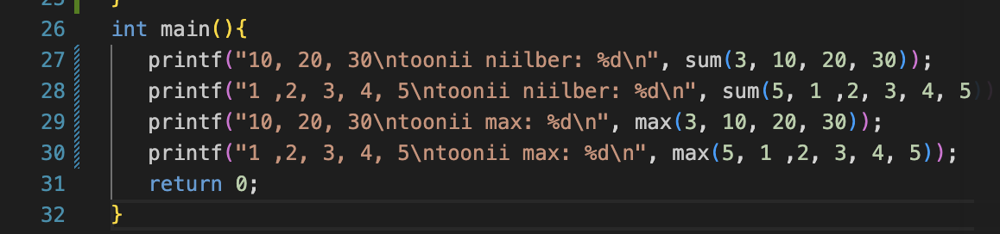 25 }
26 int main(){
27 printf("10, 20, 30\ntoonii niilber: %d\n", sum(3, 10, 20, 30));
28 printf("1 ,2, 3, 4, 5\ntoonii niilber: %d\n", sum(5, 1 ,2, 3, 4, 5))
29 printf("10, 20, 30\ntoonii max: %d\n", max(3, 10, 20, 30));
30 printf("1 ,2, 3, 4, 5\ntoonii max: %d\n", max(5, 1 ,2, 3, 4, 5));
31 return 0;
32 }